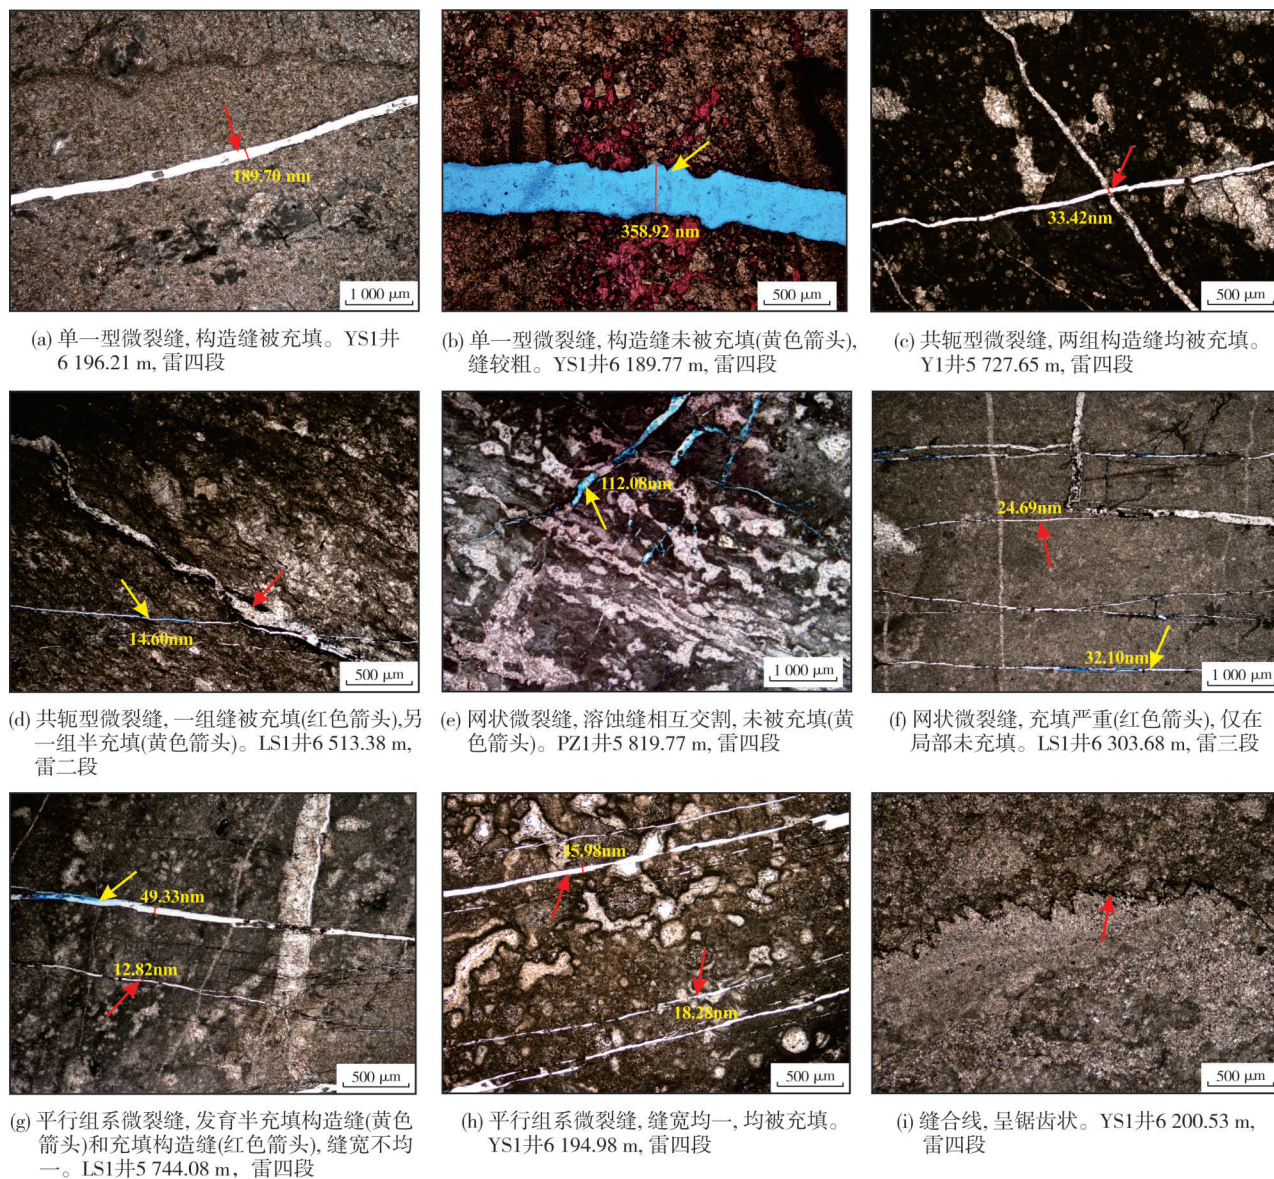 189.70 nm
1 000 μm
358.92 nm
500 μm
33.42nm
500 μm
(a) 单一型微裂缝, 构造缝被充填。YS1井
6 196.21 m, 雷四段
(b) 单一型微裂缝, 构造缝未被充填(黄色箭头),
缝较粗。YS1井6 189.77 m, 雷四段
(c) 共轭型微裂缝, 两组构造缝均被充填。
Y1井5 727.65 m, 雷四段
14.60nm
500 μm
112.08nm
1 000 μm
24.69nm
32.10nm
1 000 μm
(d) 共轭型微裂缝, 一组缝被充填(红色箭头),另
一组半充填(黄色箭头)。LS1井6 513.38 m,
雷二段
(e) 网状微裂缝, 溶蚀缝相互交割, 未被充填(黄
色箭头)。PZ1井5 819.77 m, 雷四段
(f) 网状微裂缝, 充填严重(红色箭头), 仅在
局部未充填。LS1井6 303.68 m, 雷三段
49.33nm
12.82nm
500 μm
45.98nm
18.28nm
500 μm
500 μm
(g) 平行组系微裂缝, 发育半充填构造缝(黄色
箭头)和充填构造缝(红色箭头), 缝宽不均
一。LS1井5 744.08 m, 雷四段
(h) 平行组系微裂缝, 缝宽均一, 均被充填。
YS1井6 194.98 m, 雷四段
(i) 缝合线, 呈锯齿状。YS1井6 200.53 m,
雷四段